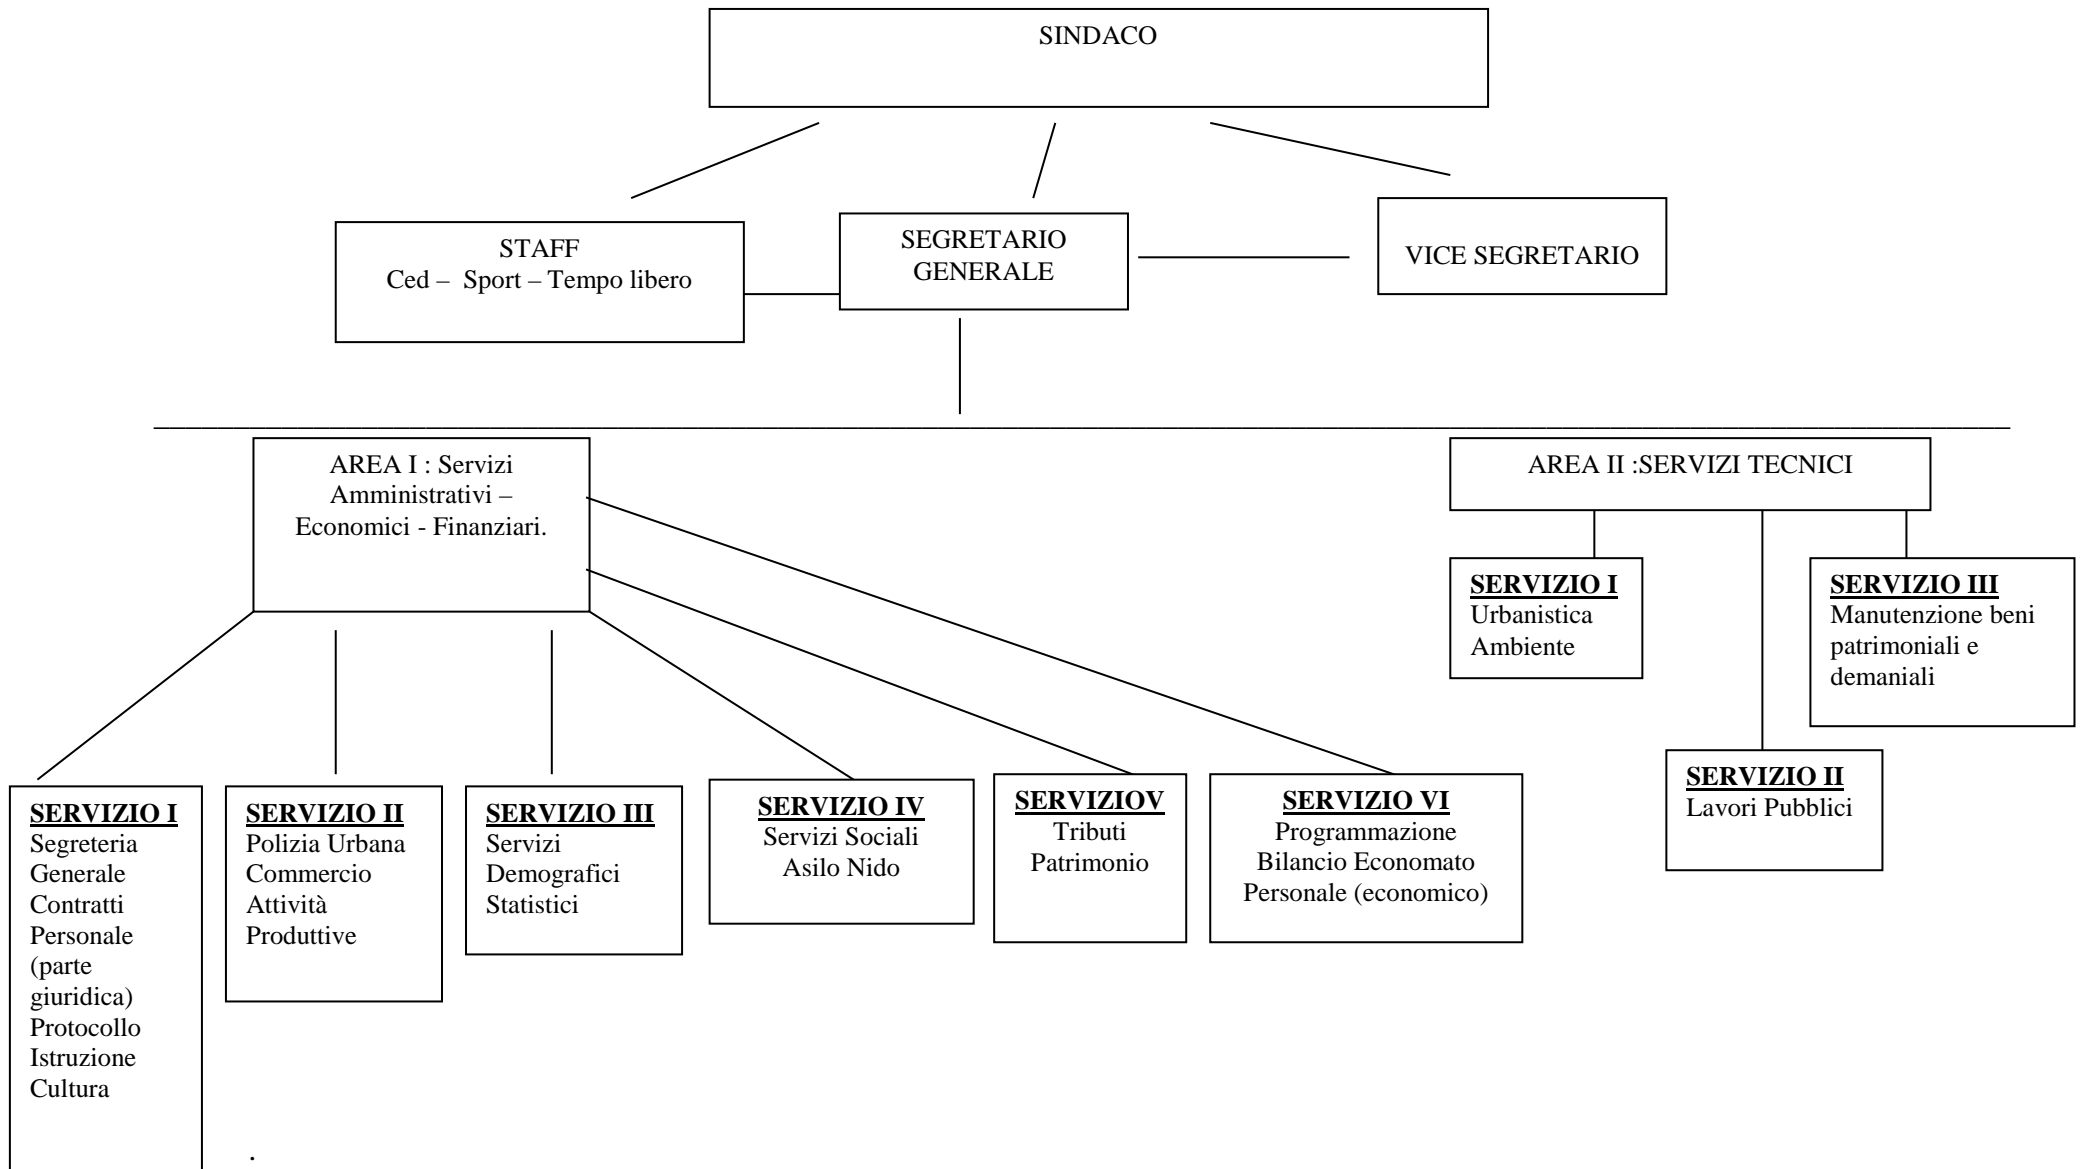 SINDACO
STAFF
Ced – Sport – Tempo libero
SEGRETARIO
GENERALE
VICE SEGRETARIO
AREA I : Servizi
Amministrativi –
Economici - Finanziari.
AREA II :SERVIZI TECNICI
SERVIZIO I
Urbanistica
Ambiente
SERVIZIO III
Manutenzione beni
patrimoniali e
demaniali
SERVIZIO II
Lavori Pubblici
SERVIZIO I
Segreteria
Generale
Contratti
Personale
(parte
giuridica)
Protocollo
Istruzione
Cultura
SERVIZIO II
Polizia Urbana
Commercio
Attività
Produttive
SERVIZIO III
Servizi
Demografici
Statistici
SERVIZIO IV
Servizi Sociali
Asilo Nido
SERVIZIOV
Tributi
Patrimonio
SERVIZIO VI
Programmazione
Bilancio Economato
Personale (economico)
.